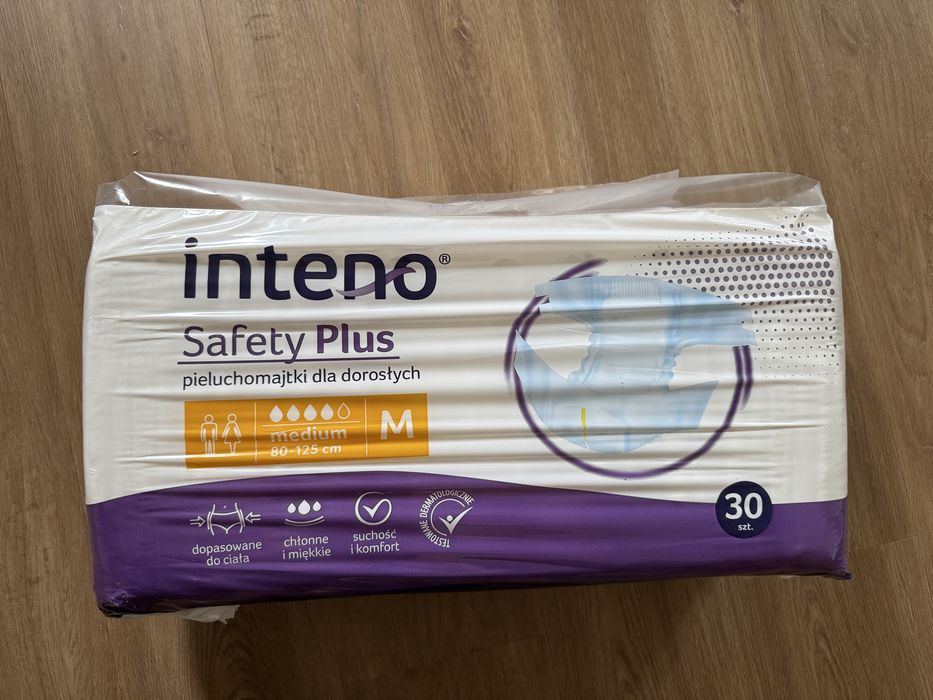 inteno®
Safety Plus
pieluchomajtki dla dorosłych
medium
80-125 cm
M
dopasowane
do ciała
chłonne
i miękkie
suchość
i komfort
TESTOWANE DERMATOLOGICZNIE
30
szt.